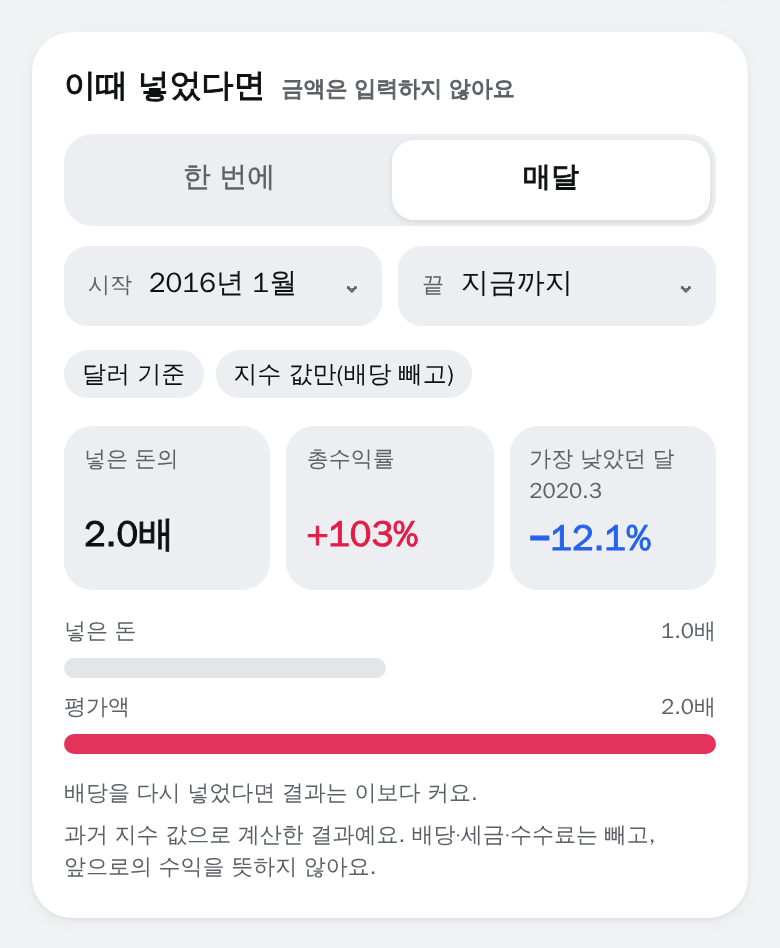 이때 넣었다면 금액은 입력하지 않아요
한 번에 매달
시작 2016년 1월 끝 지금까지
달러 기준 지수 값만(배당 빼고)
넣은 돈의 총수익률 가장 낮았던 달
2020.3
2.0배 +103% −12.1%
넣은 돈 1.0배
평가액 2.0배
배당을 다시 넣었다면 결과는 이보다 커요.
과거 지수 값으로 계산한 결과예요. 배당·세금·수수료는 빼고,
앞으로의 수익을 뜻하지 않아요.